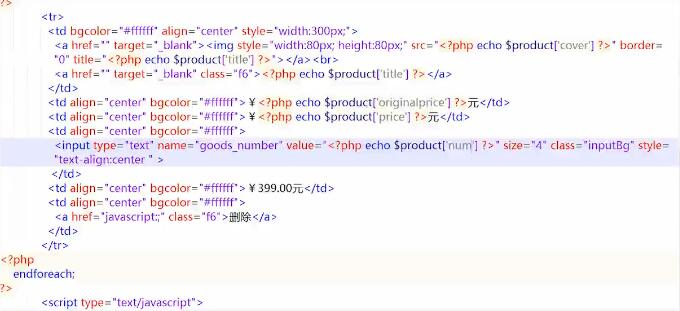 ?>
<tr>
<td bgcolor="#ffffff" align="center" style="width:300px;">
<a href="" target="_blank"><img style="width:80px; height:80px;" src="<?php echo $product['cover'] ?>" border=
"0" title="<?php echo $product['title'] ?>"></a><br>
<a href="" target="_blank" class="f6"><?php echo $product['title'] ?></a>
</td>
<td align="center" bgcolor="#ffffff">￥<?php echo $product['originalprice'] ?>元</td>
<td align="center" bgcolor="#ffffff">￥<?php echo $product['price'] ?>元</td>
<td align="center" bgcolor="#ffffff">
<input type="text" name="goods_number" value="<?php echo $product['num'] ?>" size="4" class="inputBg" style=
"text-align:center " >
</td>
<td align="center" bgcolor="#ffffff">￥399.00元</td>
<td align="center" bgcolor="#ffffff">
<a href="javascript:;" class="f6">删除</a>
</td>
</tr>
<?php
endforeach;
?>
<script type="text/javascript">